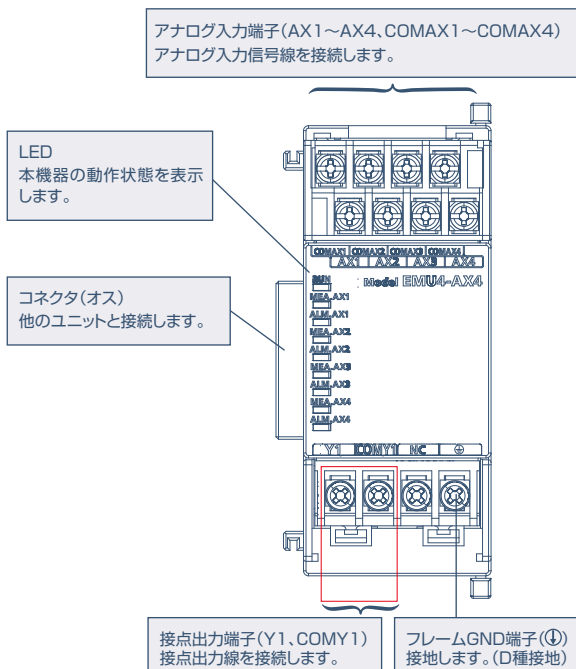 アナログ入力端子(AX1～AX4、COMAX1～COMAX4)
アナログ入力信号線を接続します。
LED
本機器の動作状態を表示
します。
コネクタ(オス)
他のユニットと接続します。
COMAX1 COMAX2 COMAX3 COMAX4
AX1 AX2 AX3 AX4
RUN
Model EMU4-AX4
MEA.AX1
ALM.AX1
MEA.AX2
ALM.AX2
MEA.AX3
ALM.AX3
MEA.AX4
ALM.AX4
Y1 COMY1 NC ⏚
接点出力端子(Y1、COMY1)
接点出力線を接続します。
フレームGND端子(⏚)
接地します。(D種接地)